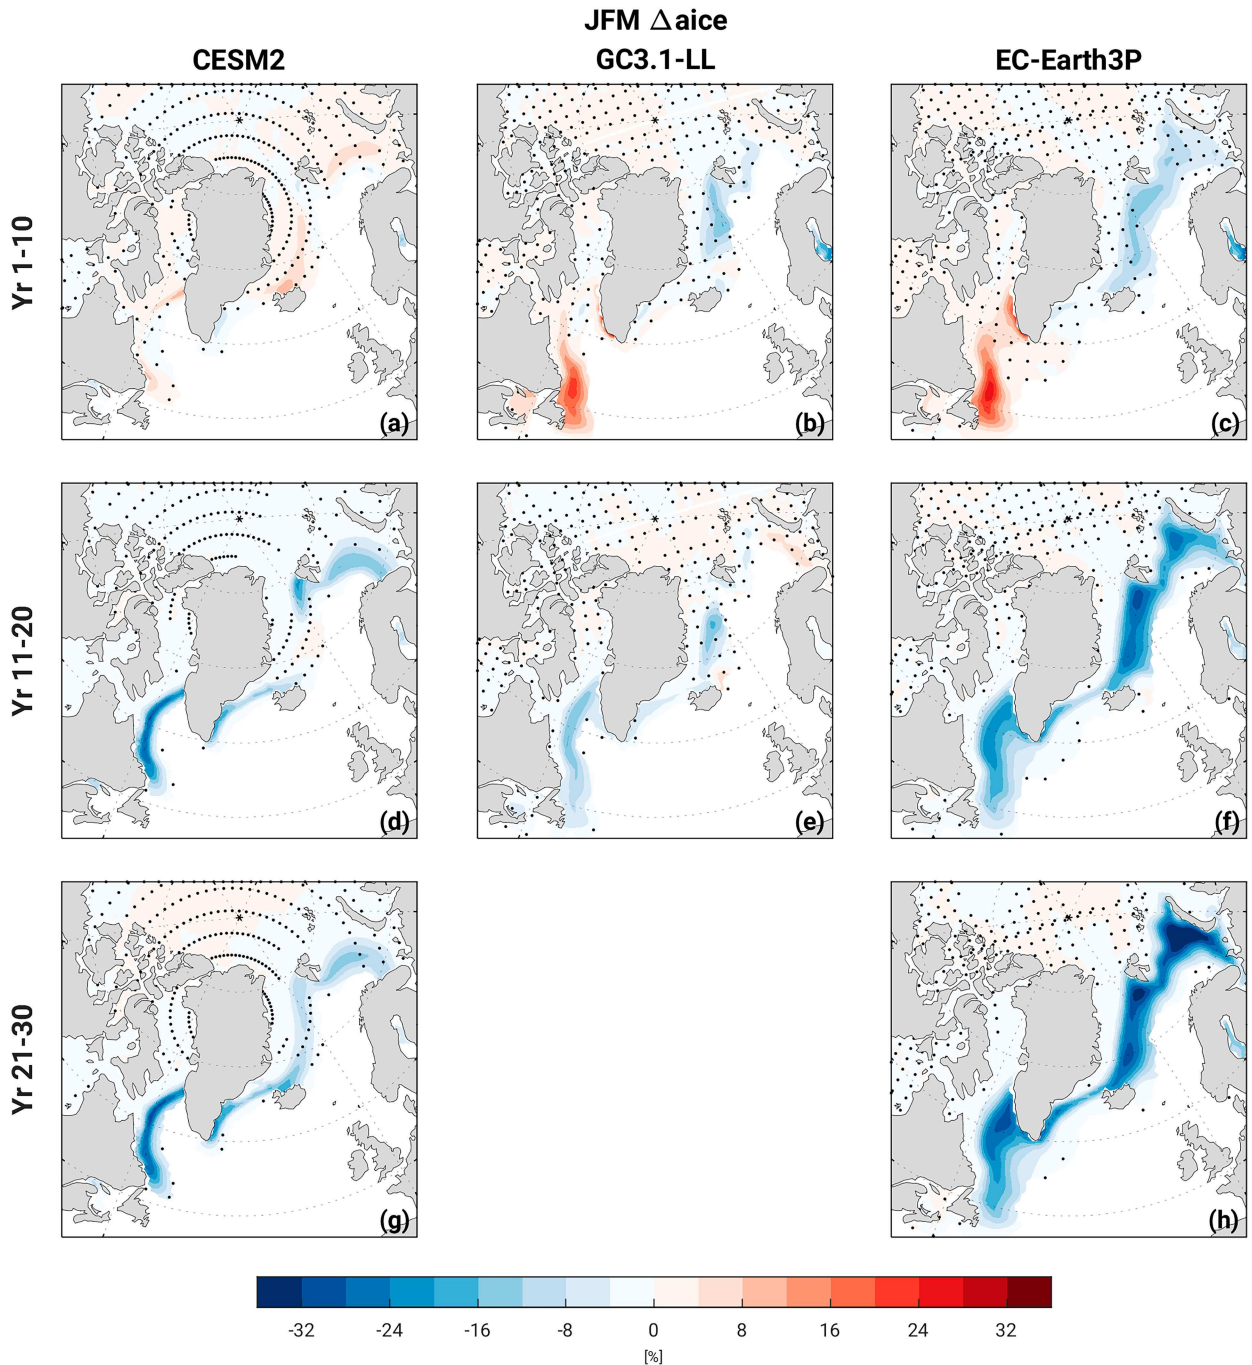 JFM Δaice
CESM2
GC3.1-LL
EC-Earth3P
Yr 1-10
(a)
(b)
(c)
Yr 11-20
(d)
(e)
(f)
Yr 21-30
(g)
(h)
-32 -24 -16 -8 0 8 16 24 32
[%]